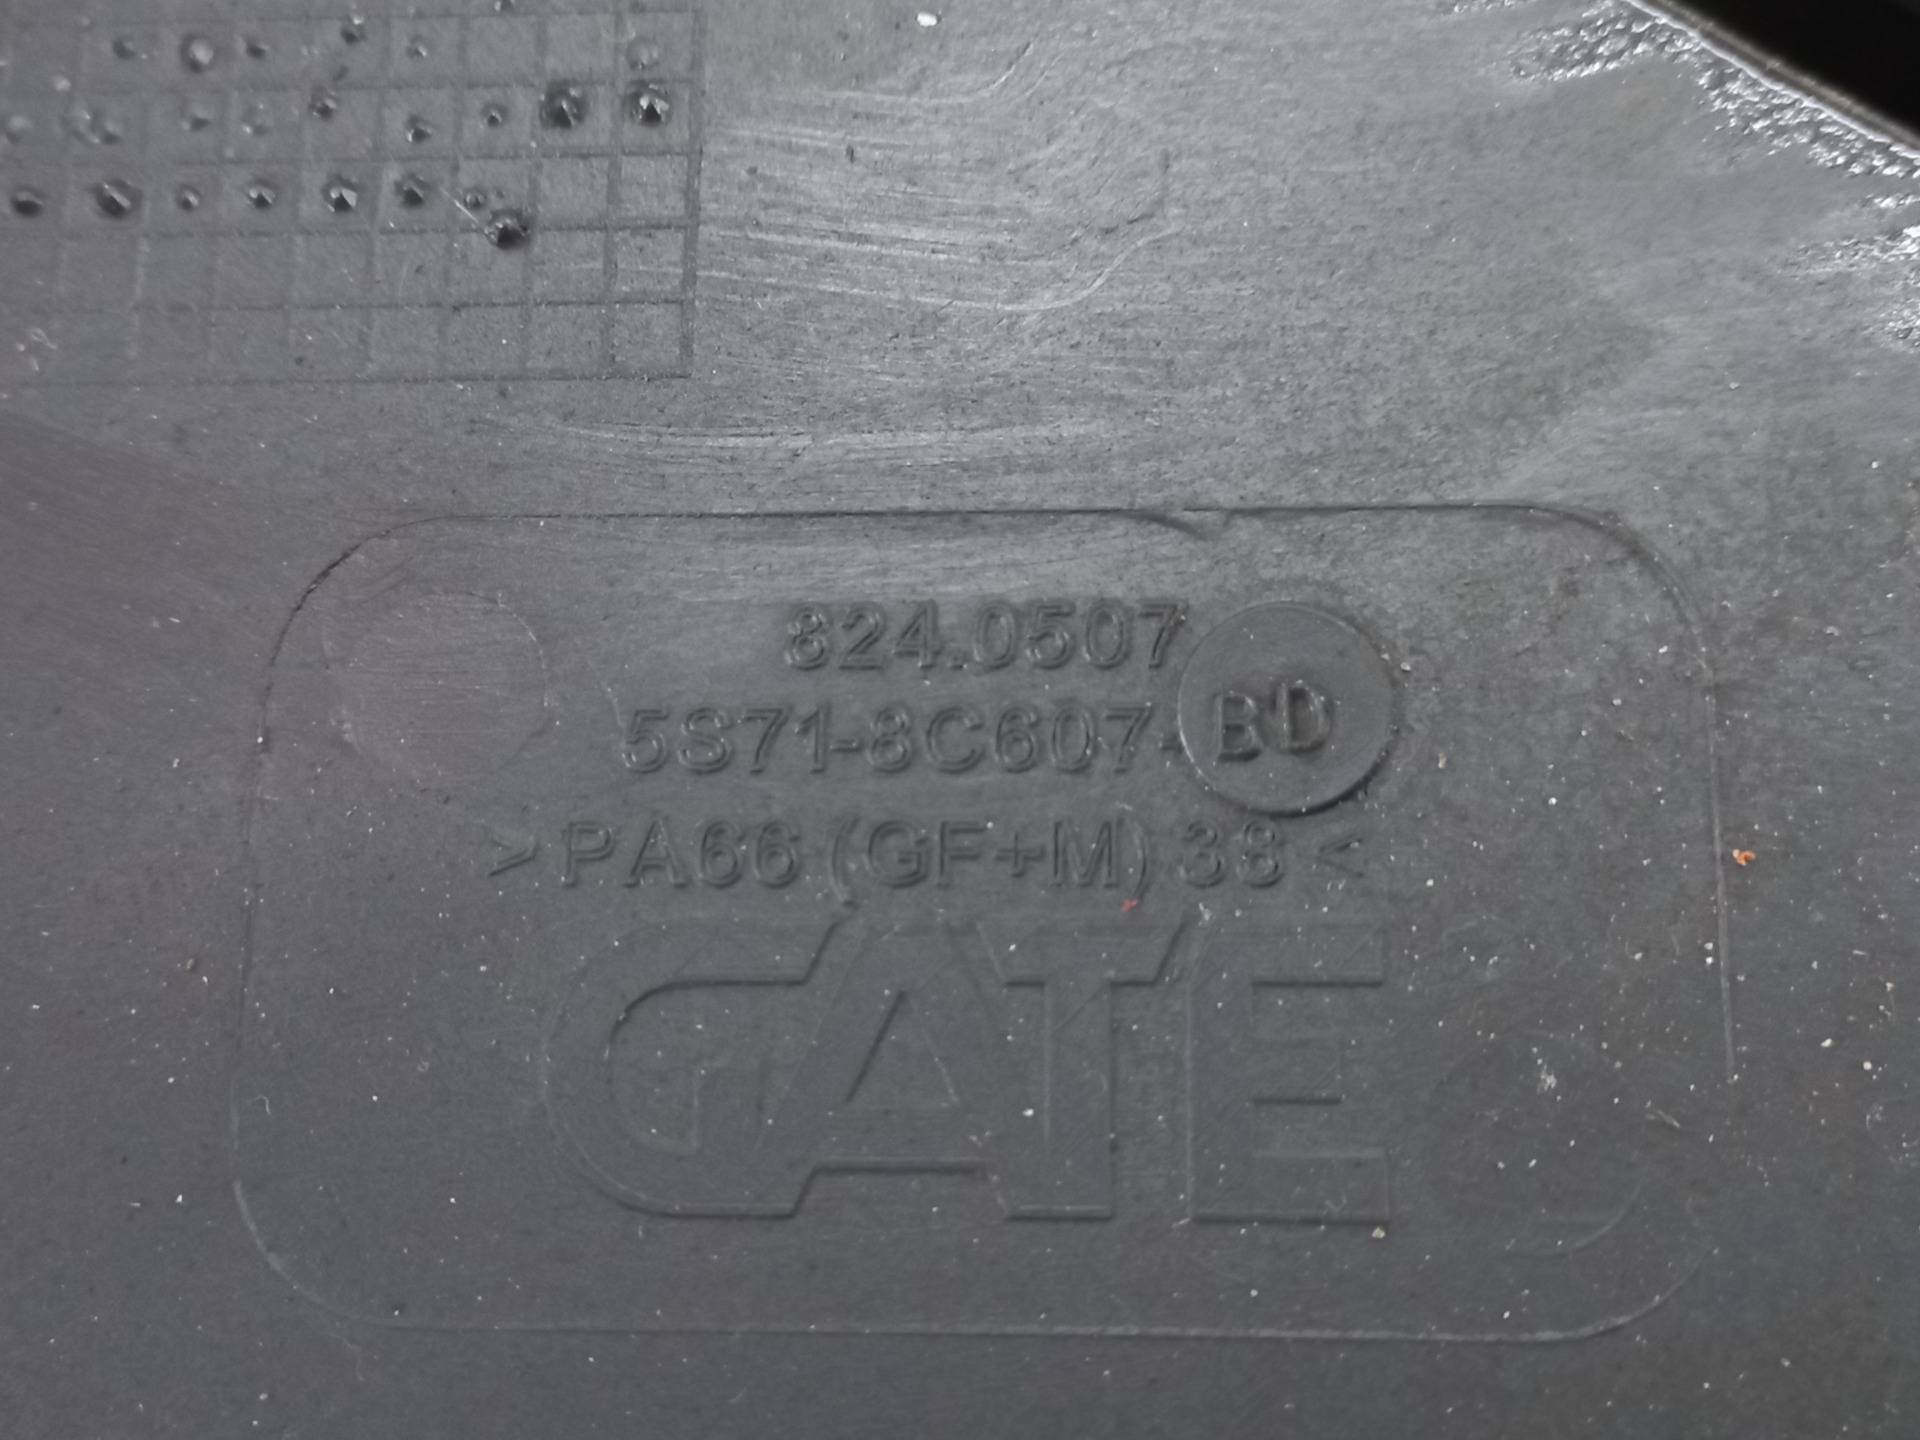 824.0507
5S71-8C607-BD
>PA66 (GF+M) 38<
GATE